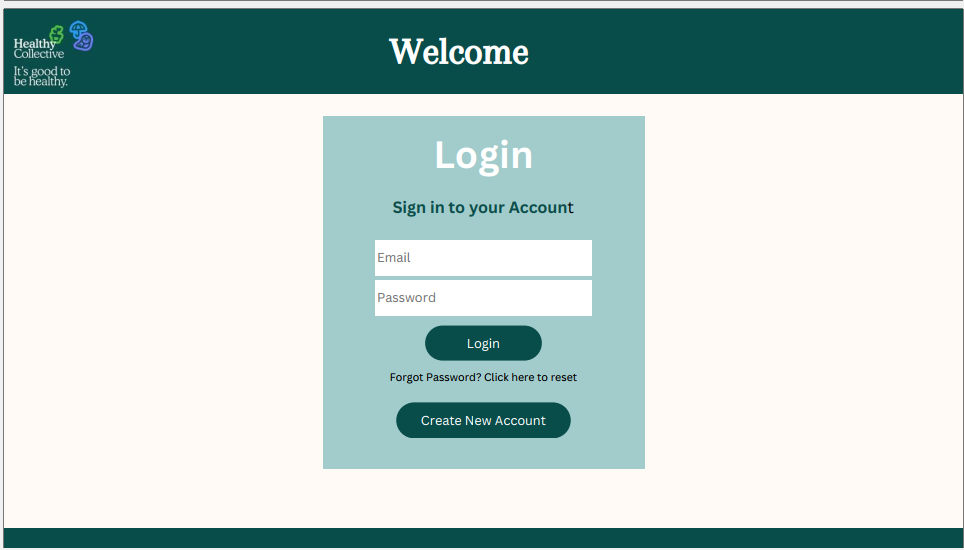 Healthy
Collective
It's good to
be healthy.
Welcome
Login
Sign in to your Account
Email
Password
Login
Forgot Password? Click here to reset
Create New Account